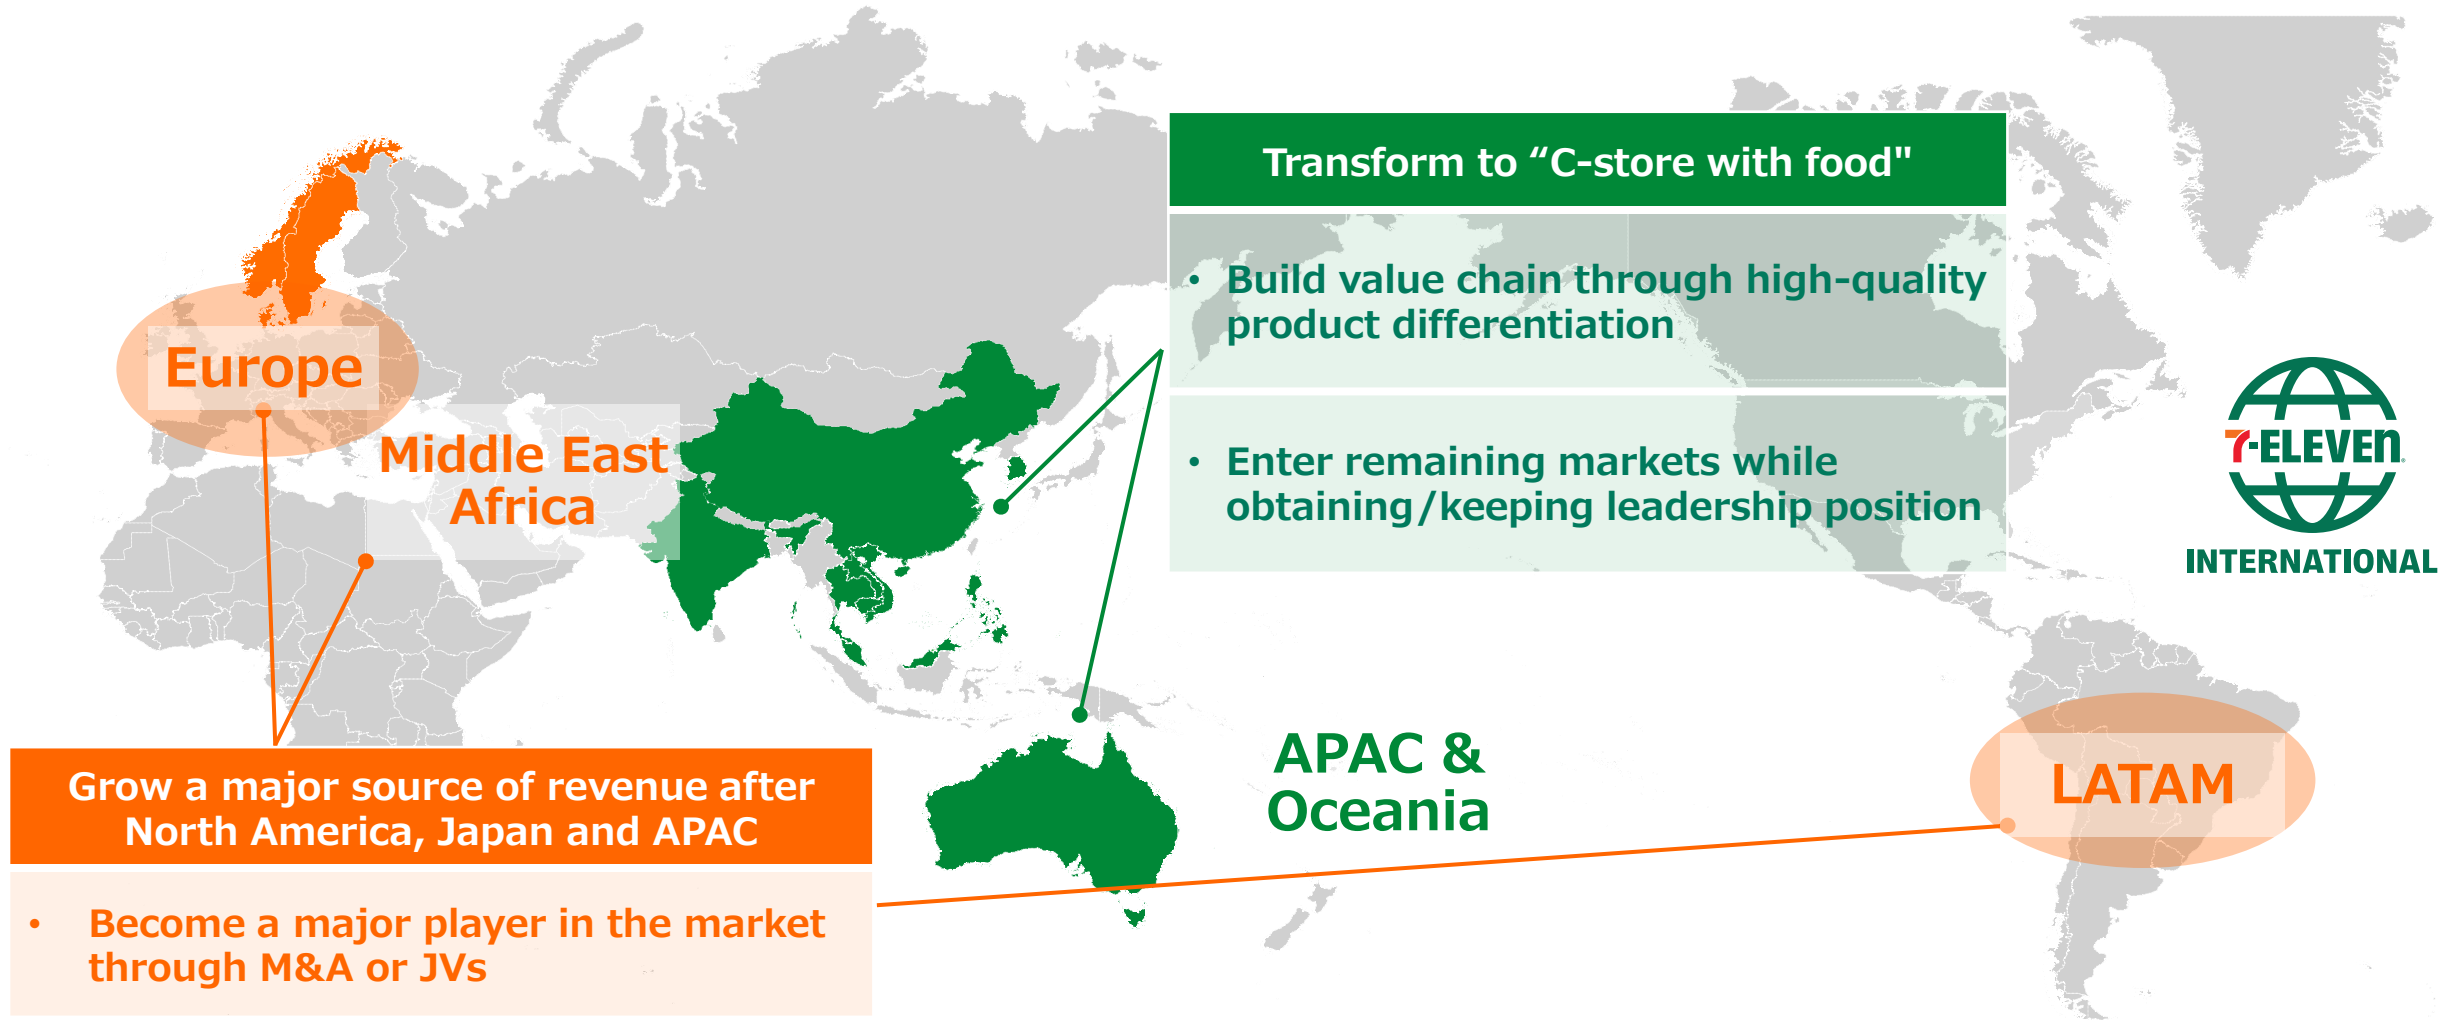 Transform to “C-store with food"
• Build value chain through high-quality
product differentiation
• Enter remaining markets while
obtaining/keeping leadership position
Europe
Middle East
Africa
7-ELEVEn®
INTERNATIONAL
APAC &
Oceania
LATAM
Grow a major source of revenue after
North America, Japan and APAC
• Become a major player in the market
through M&A or JVs